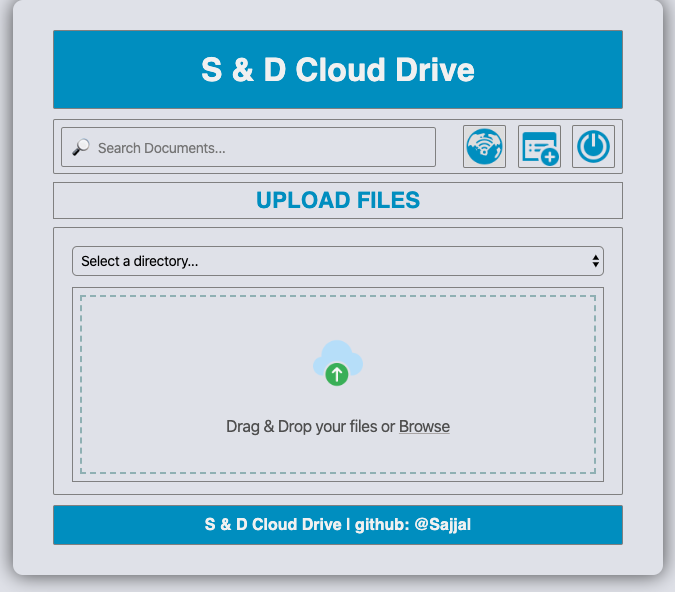 S & D Cloud Drive
Search Documents...
UPLOAD FILES
Select a directory...
Drag & Drop your files or Browse
S & D Cloud Drive | github: @Sajjal